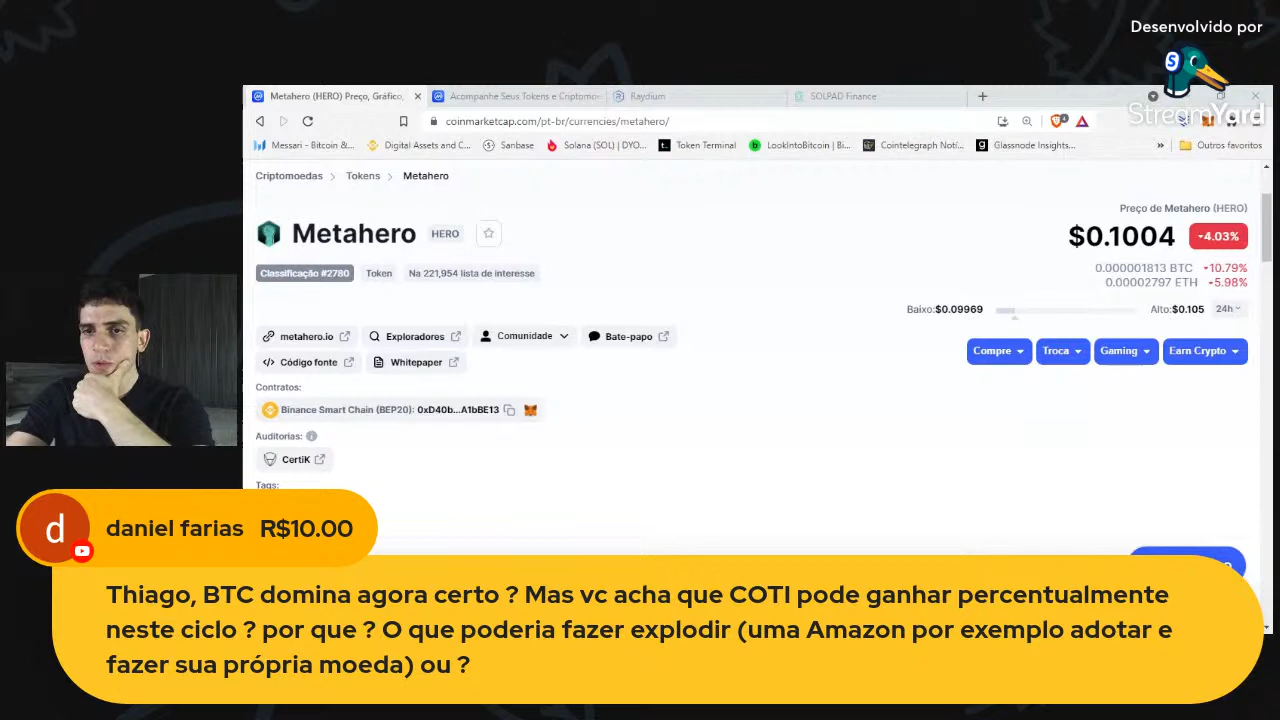 Desenvolvido por
StreamYard
Metahero (HERO) Preço, Gráfico,
Acompanhe Seus Tokens e Criptomo
Raydium
SOLPAD Finance
coinmarketcap.com/pt-br/currencies/metahero/
Messari - Bitcoin &...
Digital Assets and C...
Sanbase
Solana (SOL) | DYO...
Token Terminal
LookIntoBitcoin | Bi...
Cointelegraph Notí...
Glassnode Insights...
»
Outros favoritos
Criptomoedas > Tokens > Metahero
Metahero HERO
Preço de Metahero (HERO)
$0.1004 4.03%
Classificação #2780 Token Na 221,954 lista de interesse
0.000001813 BTC 10.79%
0.00002797 ETH 5.98%
Baixo:$0.09969 Alto:$0.105 24h
metahero.io Exploradores Comunidade Bate-papo
Compre Troca Gaming Earn Crypto
Código fonte Whitepaper
Contratos:
Binance Smart Chain (BEP20): 0xD40b...A1bBE13
Auditorias:
CertiK
Tags:
d
daniel farias R$10.00
Thiago, BTC domina agora certo ? Mas vc acha que COTI pode ganhar percentualmente
neste ciclo ? por que ? O que poderia fazer explodir (uma Amazon por exemplo adotar e
fazer sua própria moeda) ou ?